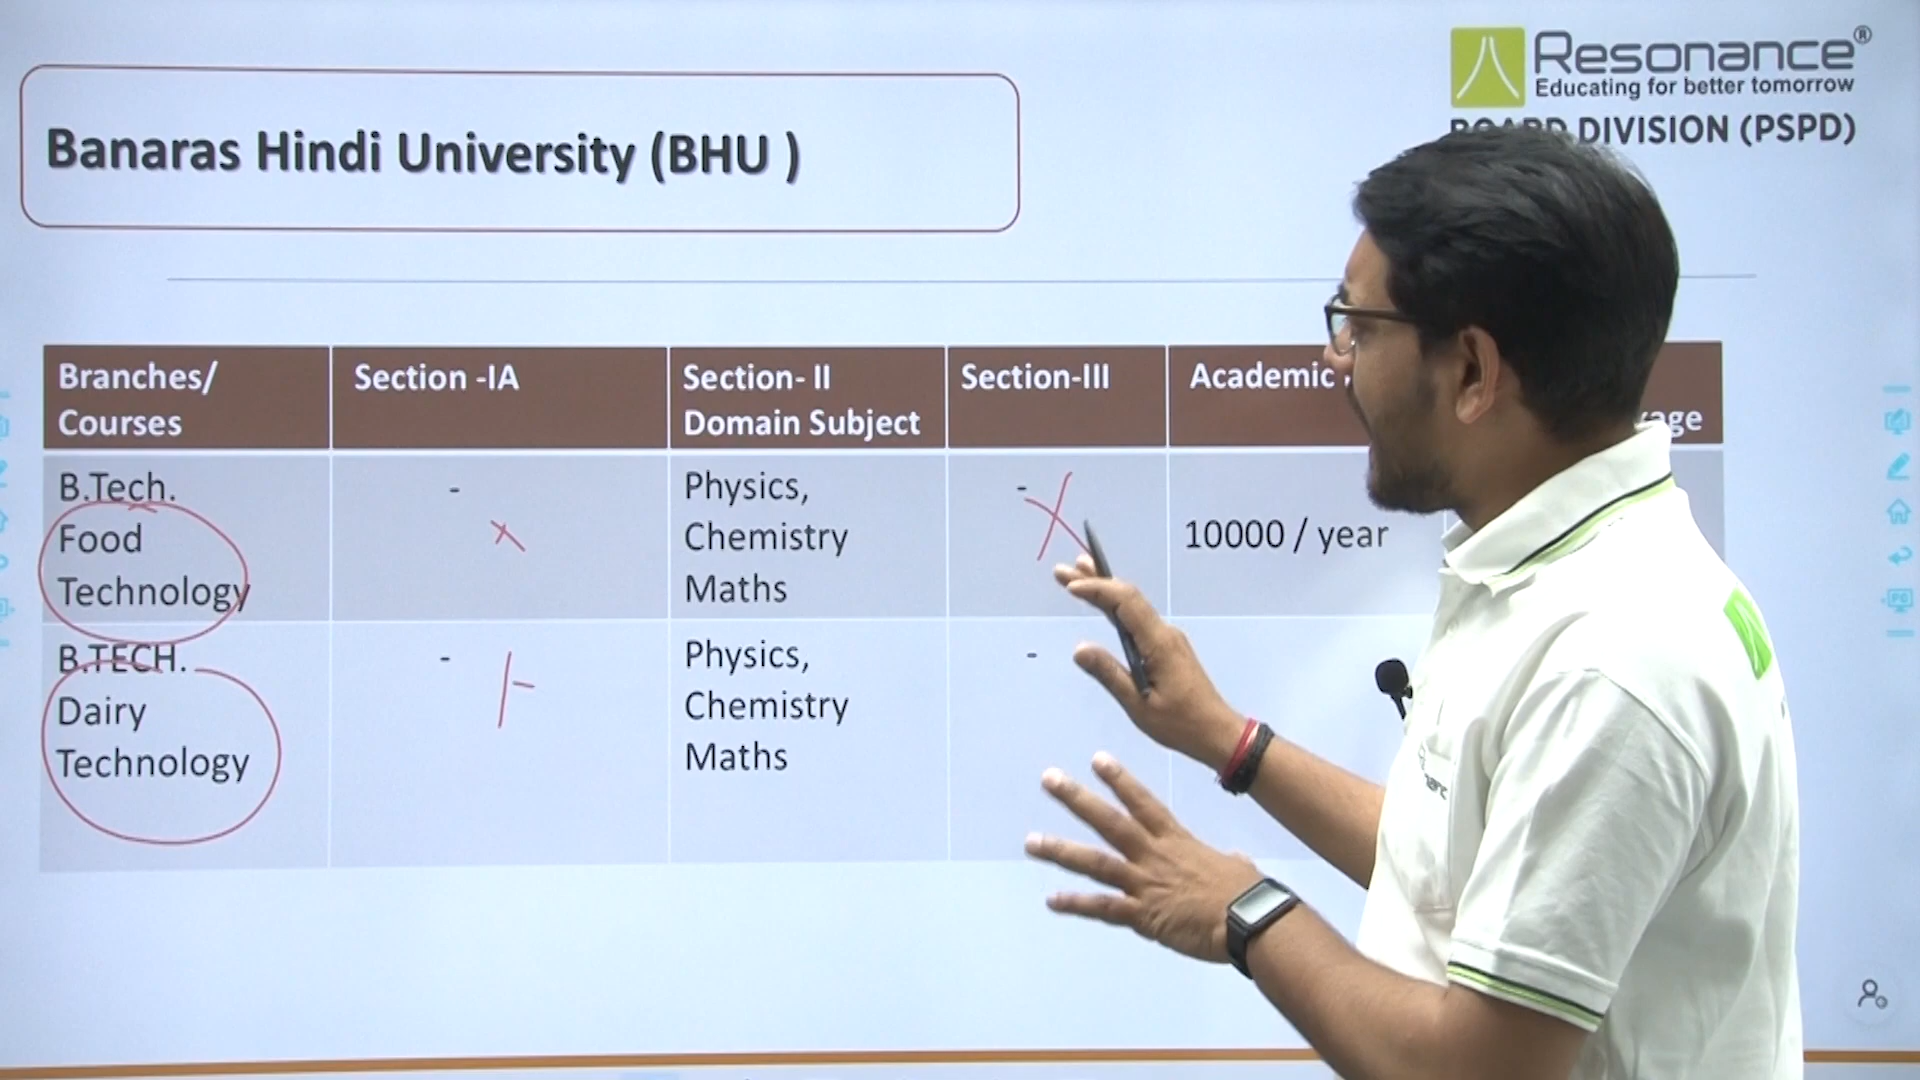 Resonance®
Educating for better tomorrow
BOARD DIVISION (PSPD)
Banaras Hindi University (BHU )
Branches/
Courses
Section -IA
Section- II
Domain Subject
Section-III
Academic
B.Tech.
Food
Technology
-
Physics,
Chemistry
Maths
-
10000 / year
B.TECH.
Dairy
Technology
-
Physics,
Chemistry
Maths
-